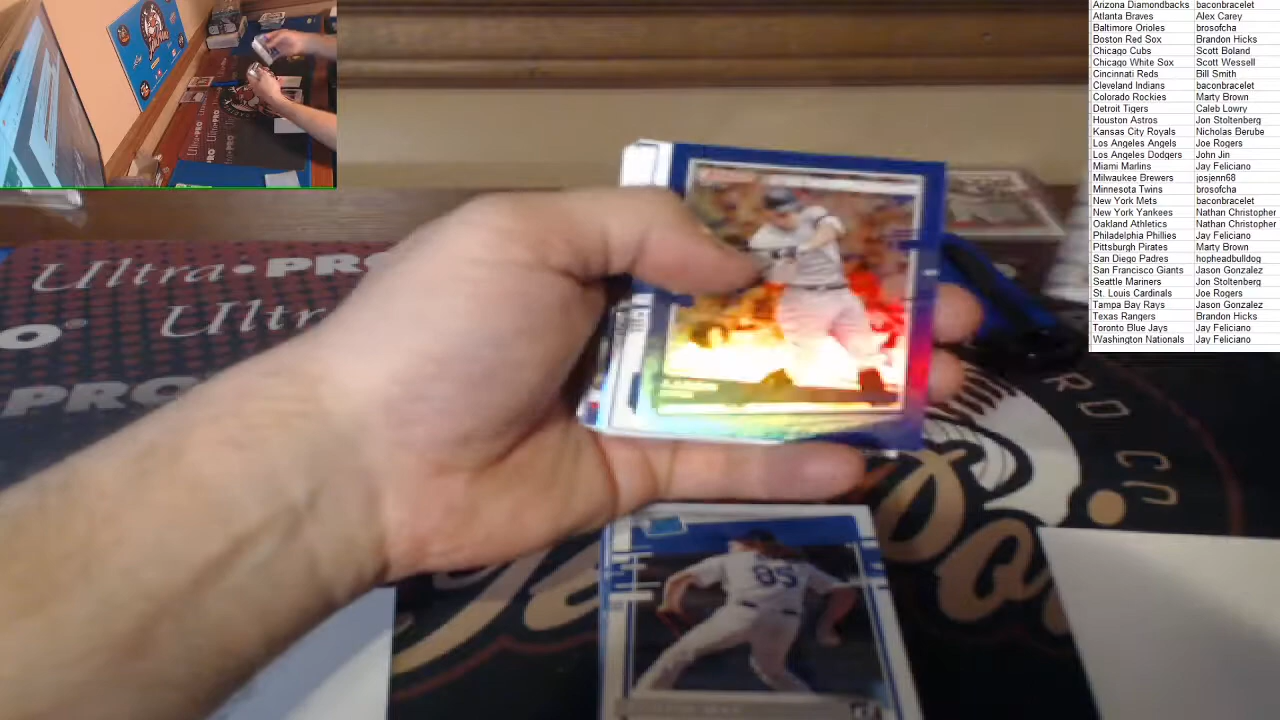 Arizona Diamondbacks baconbracelet
Atlanta Braves Alex Carey
Baltimore Orioles brosofcha
Boston Red Sox Brandon Hicks
Chicago Cubs Scott Boland
Chicago White Sox Scott Wessell
Cincinnati Reds Bill Smith
Cleveland Indians baconbracelet
Colorado Rockies Marty Brown
Detroit Tigers Caleb Lowry
Houston Astros Jon Stoltenberg
Kansas City Royals Nicholas Berube
Los Angeles Angels Joe Rogers
Los Angeles Dodgers John Jin
Miami Marlins Jay Feliciano
Milwaukee Brewers josjenn68
Minnesota Twins brosofcha
New York Mets baconbracelet
New York Yankees Nathan Christopher
Oakland Athletics Nathan Christopher
Philadelphia Phillies Jay Feliciano
Pittsburgh Pirates Marty Brown
San Diego Padres hopheadbulldog
San Francisco Giants Jason Gonzalez
Seattle Mariners Jon Stoltenberg
St. Louis Cardinals Joe Rogers
Tampa Bay Rays Jason Gonzalez
Texas Rangers Brandon Hicks
Toronto Blue Jays Jay Feliciano
Washington Nationals Jay Feliciano
Ultra•PRO
RO® Ultr
PRO
RD CO
85